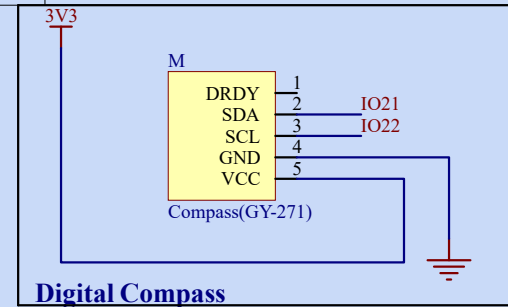 3V3
M
DRDY 1
SDA 2 IO21
SCL 3 IO22
GND 4
VCC 5
Compass(GY-271)
Digital Compass